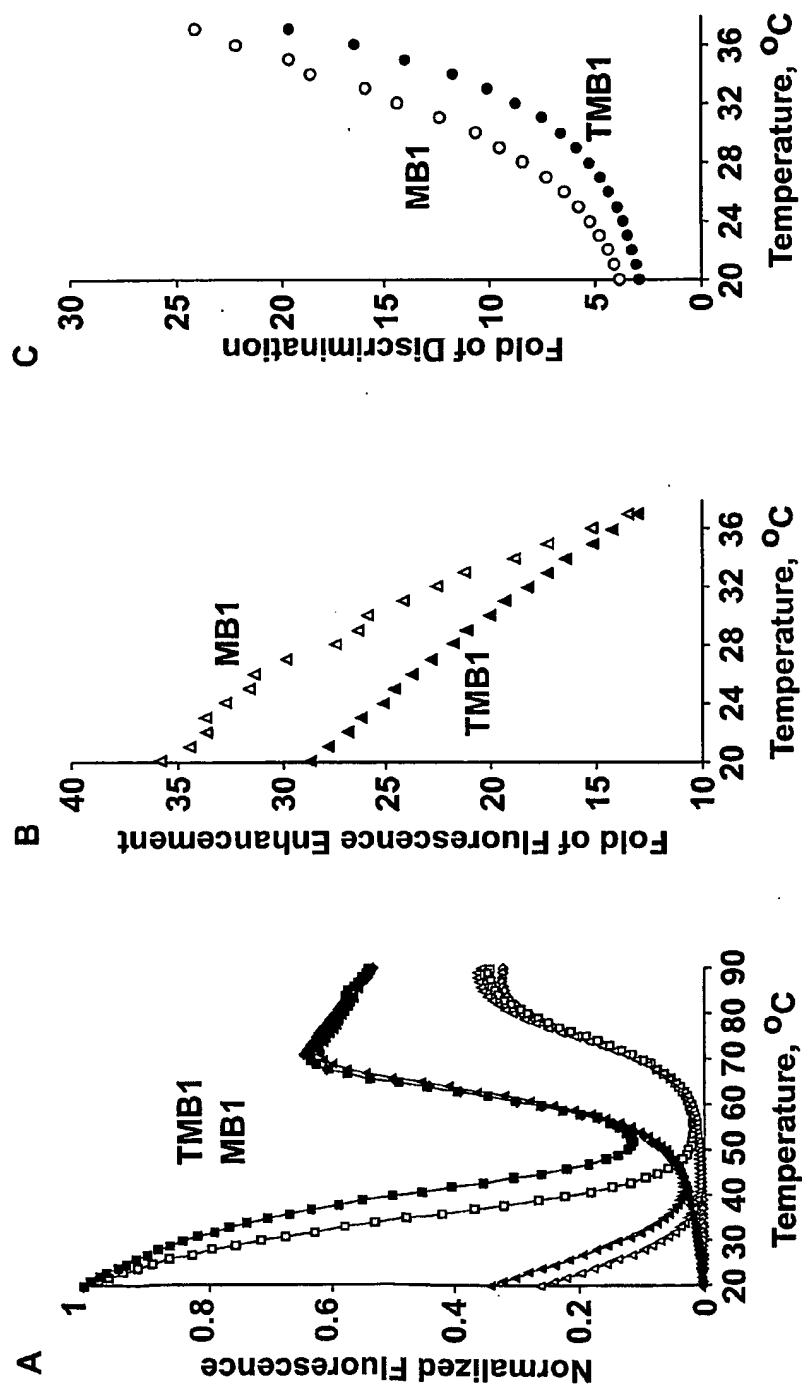 A
Normalized Fluorescence
1
0.8
0.6
0.4
0.2
0
20 30 40 50 60 70 80 90
Temperature, °C
TMB1
MB1
B
Fold of Fluorescence Enhancement
40
35
30
25
20
15
10
20 24 28 32 36
Temperature, °C
MB1
TMB1
C
Fold of Discrimination
30
25
20
15
10
5
0
20 24 28 32 36
Temperature, °C
MB1
TMB1